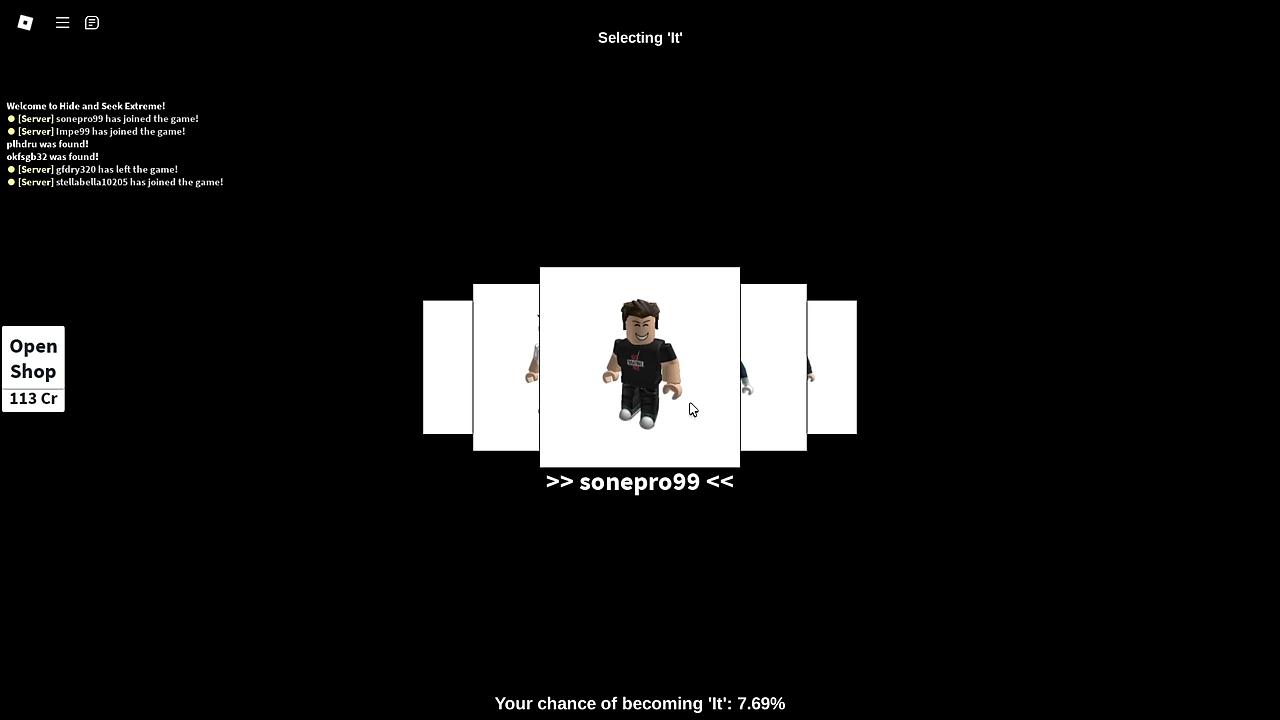 Selecting 'It'
Welcome to Hide and Seek Extreme!
[Server] sonepro99 has joined the game!
[Server] Impe99 has joined the game!
plhdru was found!
okfsgb32 was found!
[Server] gfdry320 has left the game!
[Server] stellabella10205 has joined the game!
Open
Shop
113 Cr
>> sonepro99 <<
Your chance of becoming 'It': 7.69%